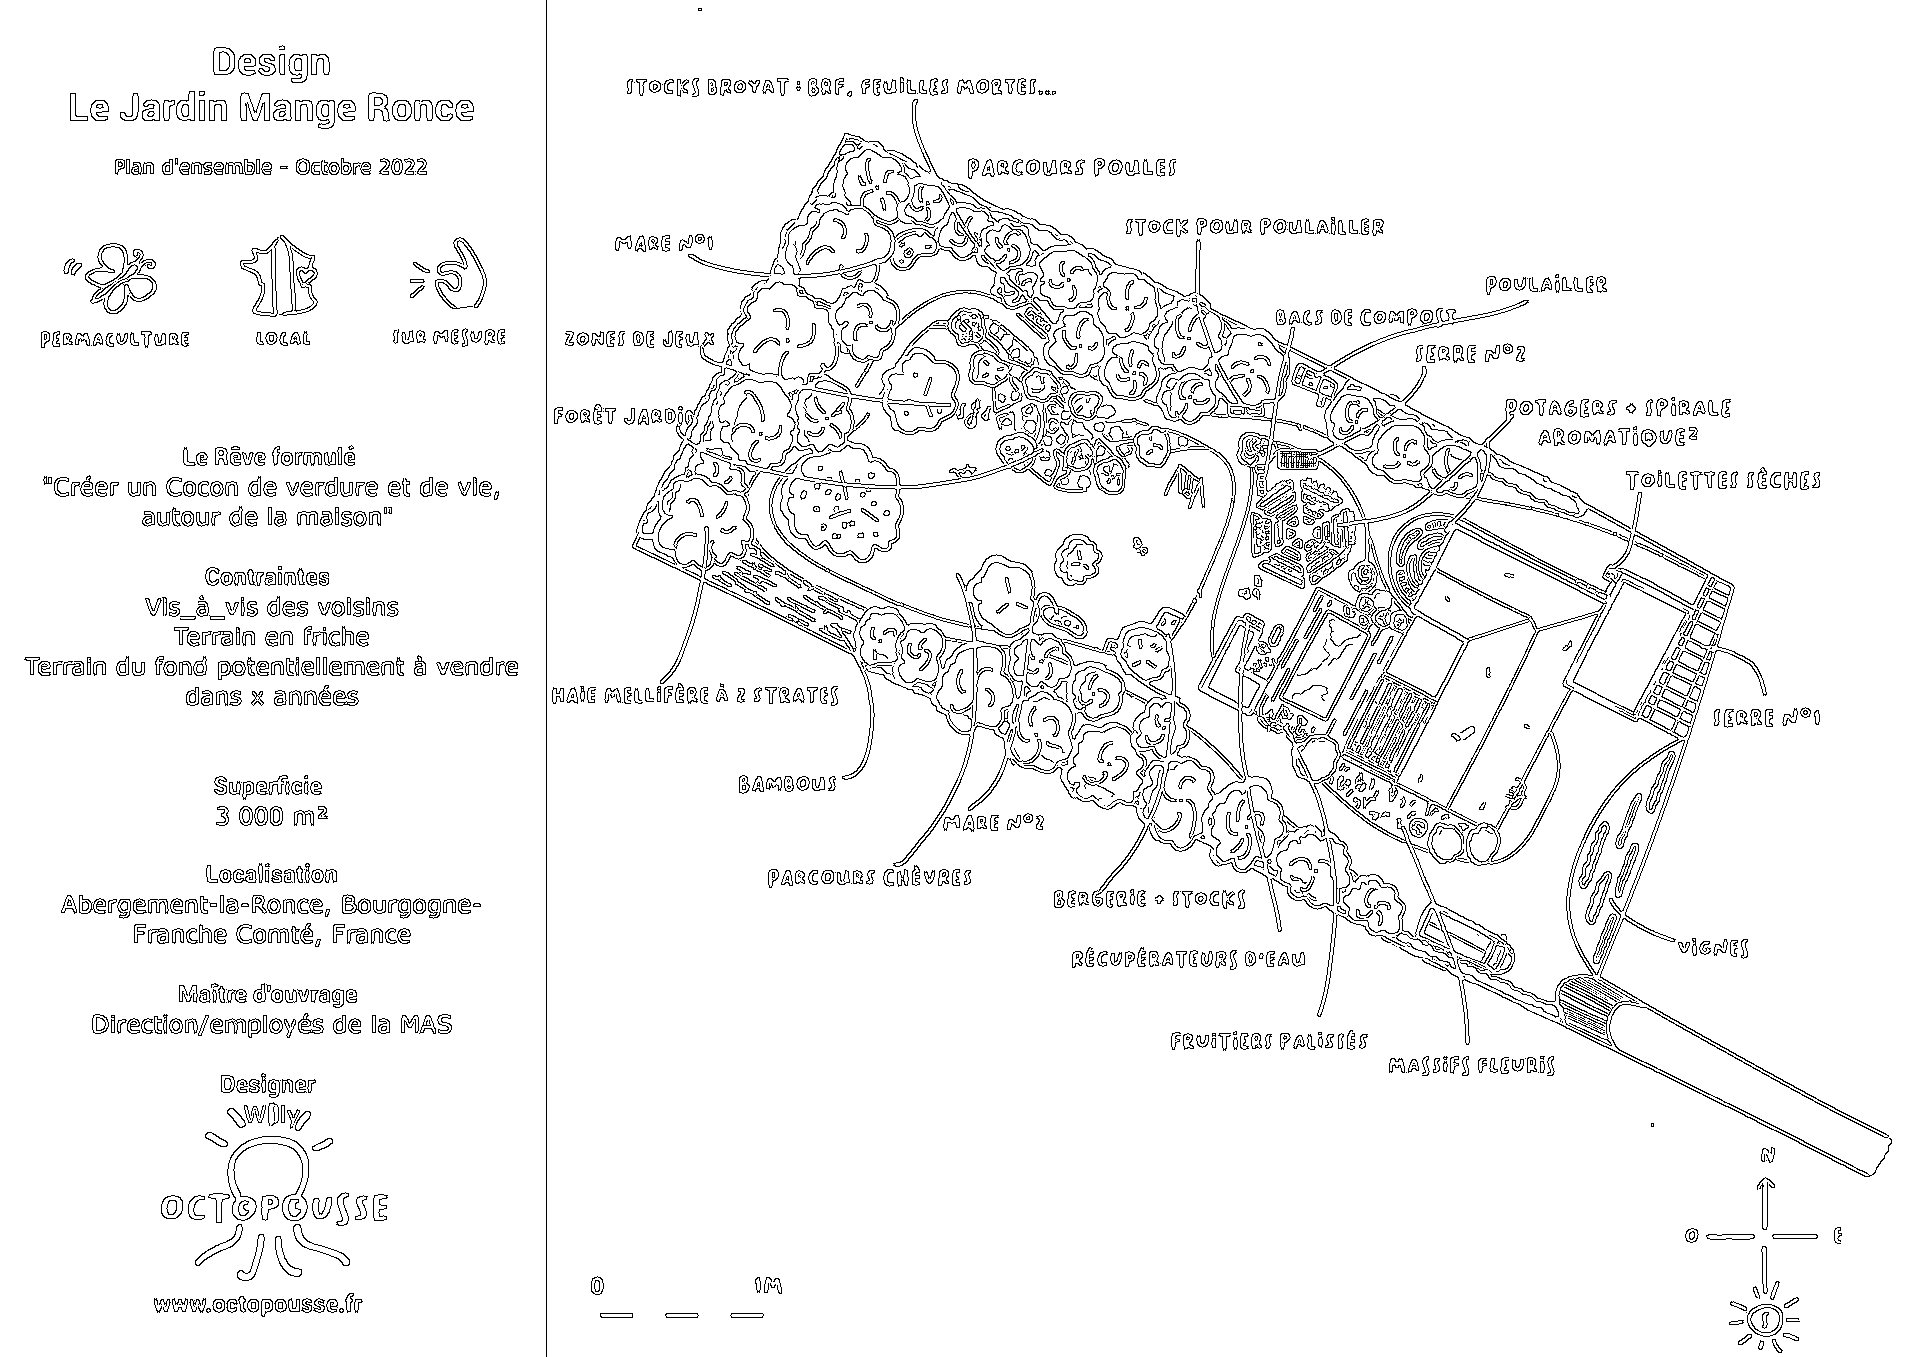 Design
Le Jardin Mange Ronce
Plan d'ensemble - Octobre 2022
PERMACULTURE
LOCAL
SUR MESURE
Le Rêve formulé
"Créer un Cocon de verdure et de vie,
autour de la maison"
Contraintes
Vis_à_vis des voisins
Terrain en friche
Terrain du fond potentiellement à vendre
dans x années
Superficie
3 000 m²
Localisation
Abergement-la-Ronce, Bourgogne-
Franche Comté, France
Maître d'ouvrage
Direction/employés de la MAS
Designer
Willy
OCTOPOUSSE
www.octopousse.fr
STOCKS BROYAT : BRF, FEUILLES MORTES...
PARCOURS POULES
STOCK POUR POULAILLER
MARE N°1
POULAILLER
BACS DE COMPOST
ZONES DE JEUX
SERRE N°2
FORÊT JARDIN
POTAGERS + SPIRALE
AROMATIQUE²
TOILETTES SÈCHES
HAIE MELLIFÈRE À 2 STRATES
SERRE N°1
BAMBOUS
MARE N°2
PARCOURS CHÈVRES
BERGERIE + STOCKS
VIGNES
RÉCUPÉRATEURS D'EAU
FRUITIERS PALISSÉS
MASSIFS FLEURIS
N
O
E
S
0
1M